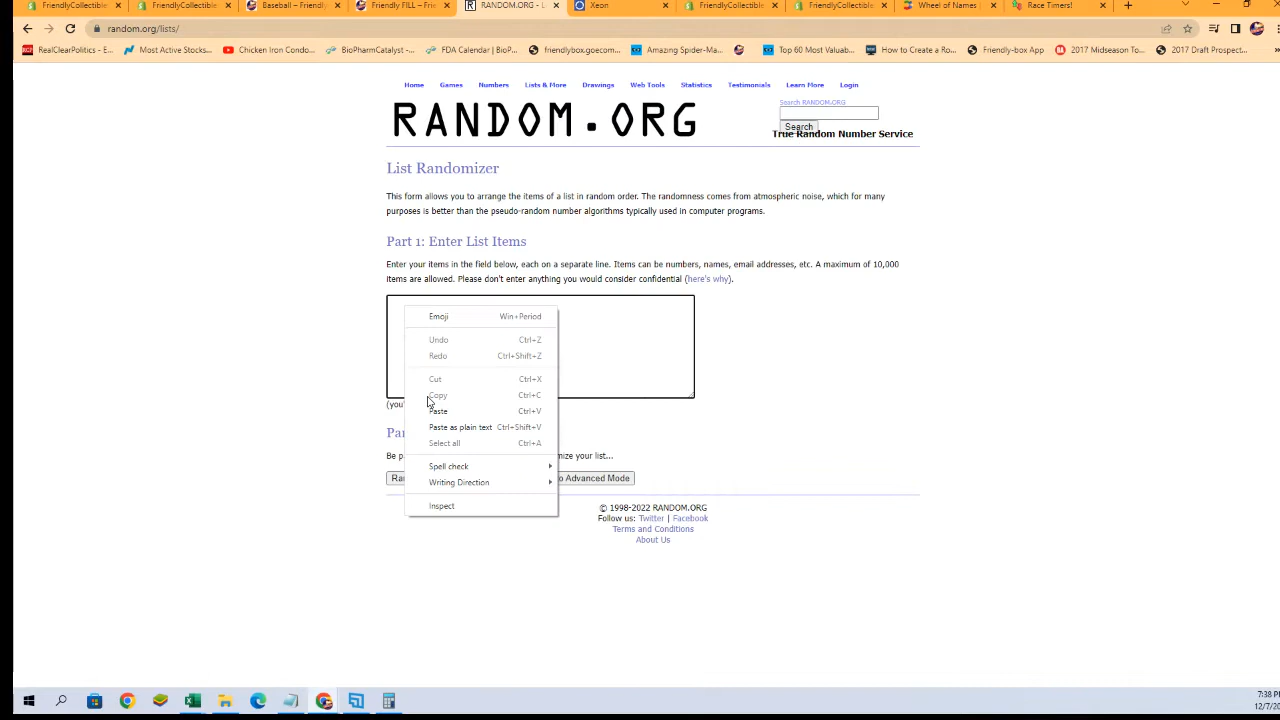 FriendlyCollectible
FriendlyCollectible
Baseball – Friendly
Friendly FILL – Frie
RANDOM.ORG - L
Xeon
FriendlyCollectible
FriendlyCollectible
Wheel of Names |
Race Timers!
random.org/lists/
RealClearPolitics - E...
Most Active Stocks...
Chicken Iron Condo...
BioPharmCatalyst -...
FDA Calendar | BioP...
friendlybox.goecom...
Amazing Spider-Ma...
Top 60 Most Valuab...
How to Create a Ro...
Friendly-box App
2017 Midseason To...
2017 Draft Prospect...
Home Games Numbers Lists & More Drawings Web Tools Statistics Testimonials Learn More Login
RANDOM.ORG
Search RANDOM.ORG
Search
True Random Number Service
List Randomizer
This form allows you to arrange the items of a list in random order. The randomness comes from atmospheric noise, which for many
purposes is better than the pseudo-random number algorithms typically used in computer programs.
Part 1: Enter List Items
Enter your items in the field below, each on a separate line. Items can be numbers, names, email addresses, etc. A maximum of 10,000
items are allowed. Please don't enter anything you would consider confidential (here's why).
Emoji Win+Period
Undo Ctrl+Z
Redo Ctrl+Shift+Z
Cut Ctrl+X
Copy Ctrl+C
(you
Paste Ctrl+V
Paste as plain text Ctrl+Shift+V
Pa
Select all Ctrl+A
Be pa mize your list...
Spell check
Ran o Advanced Mode
Writing Direction
Inspect
© 1998-2022 RANDOM.ORG
Follow us: Twitter | Facebook
Terms and Conditions
About Us
7:38 
12/7/20